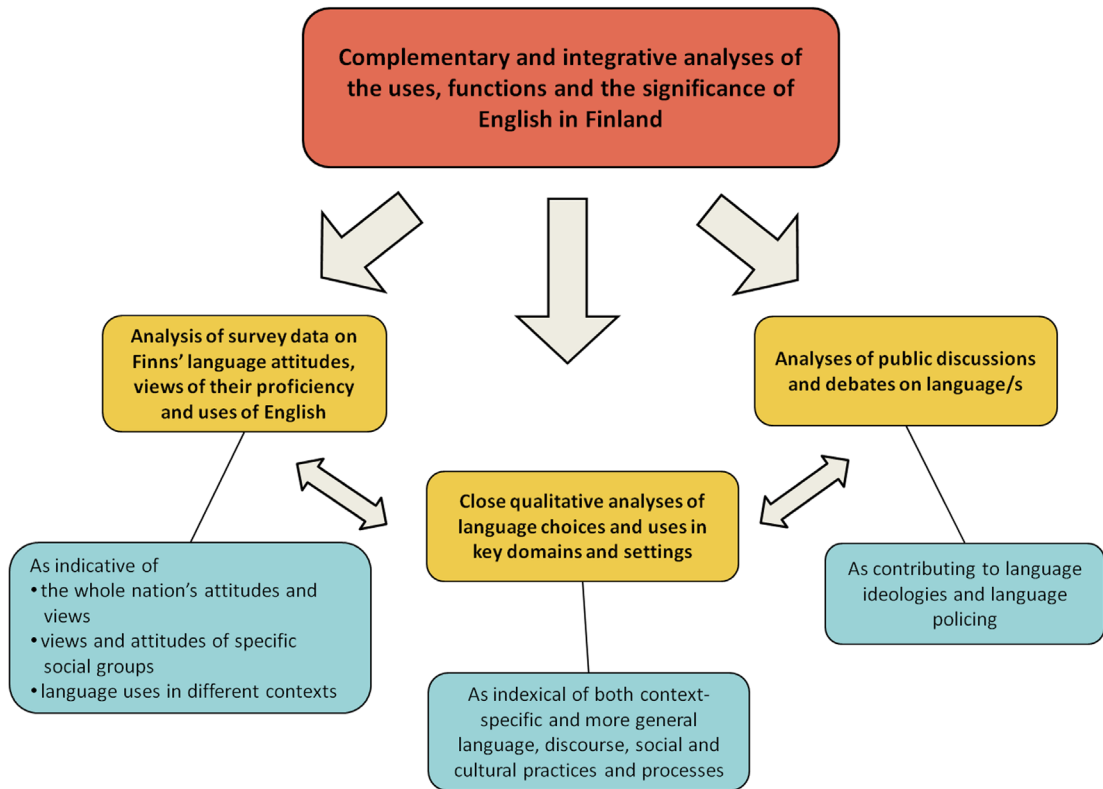 Complementary and integrative analyses of
the uses, functions and the significance of
English in Finland
Analysis of survey data on
Finns’ language attitudes,
views of their proficiency
and uses of English
Analyses of public discussions
and debates on language/s
Close qualitative analyses of
language choices and uses in
key domains and settings
As indicative of
• the whole nation’s attitudes and
views
• views and attitudes of specific
social groups
• language uses in different contexts
As contributing to language
ideologies and language
policing
As indexical of both context-
specific and more general
language, discourse, social and
cultural practices and processes